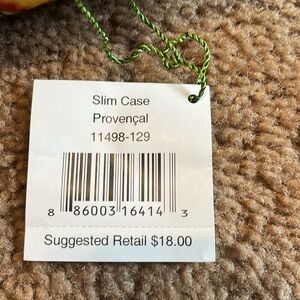 Slim Case
Provençal
11498-129
8 86003 16414 3
Suggested Retail $18.00